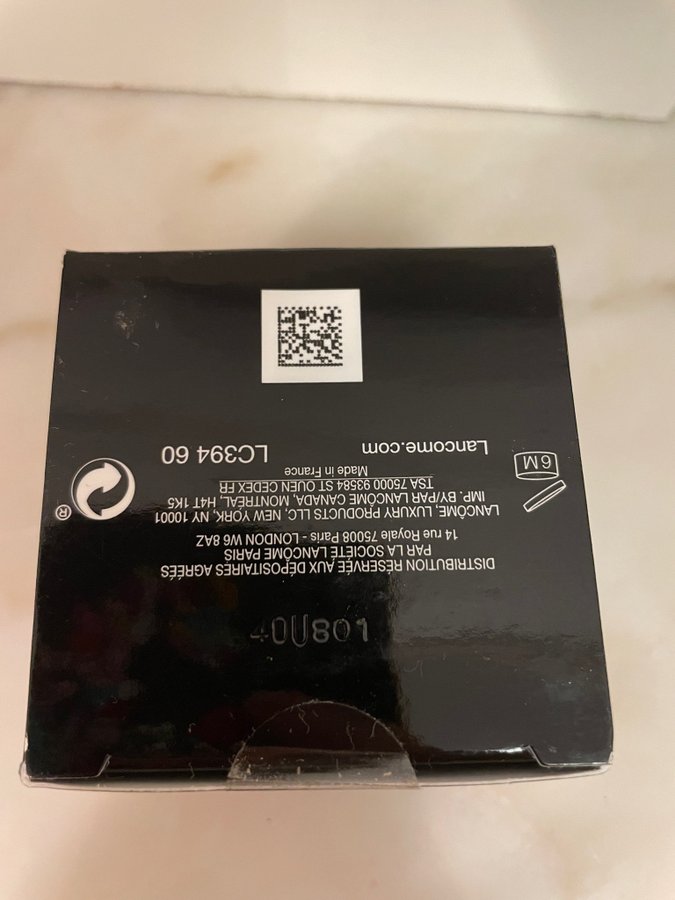 DISTRIBUTION RÉSERVÉE AUX DÉPOSITAIRES AGRÉÉS
PAR LA SOCIÉTÉ LANCÔME PARIS
14 rue Royale 75008 Paris - LONDON W6 8AZ
LANCÔME, LUXURY PRODUCTS LLC, NEW YORK, NY 10001
IMP. BY/PAR LANCÔME CANADA, MONTRÉAL, H4T 1K5
TSA 75000 93584 ST OUEN CEDEX FR
Made in France
6M
Lancome.com LC394 60
®